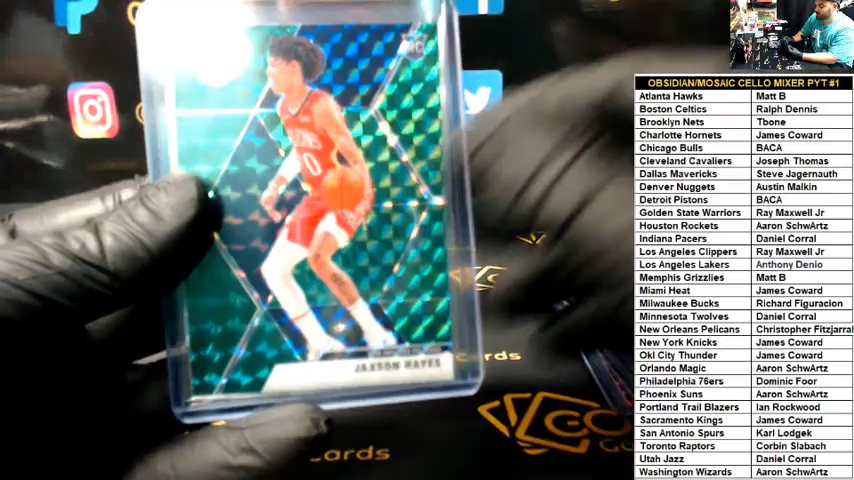 RC
JAXSON HAYES
Cards
GO
GO
Cards
OBSIDIAN/MOSAIC CELLO MIXER PYT #1
Atlanta Hawks Matt B
Boston Celtics Ralph Dennis
Brooklyn Nets Tbone
Charlotte Hornets James Coward
Chicago Bulls BACA
Cleveland Cavaliers Joseph Thomas
Dallas Mavericks Steve Jagernauth
Denver Nuggets Austin Malkin
Detroit Pistons BACA
Golden State Warriors Ray Maxwell Jr
Houston Rockets Aaron SchwArtz
Indiana Pacers Daniel Corral
Los Angeles Clippers Ray Maxwell Jr
Los Angeles Lakers Anthony Denio
Memphis Grizzlies Matt B
Miami Heat James Coward
Milwaukee Bucks Richard Figuracion
Minnesota Twolves Daniel Corral
New Orleans Pelicans Christopher Fitzjarral
New York Knicks James Coward
Okl City Thunder James Coward
Orlando Magic Aaron SchwArtz
Philadelphia 76ers Dominic Foor
Phoenix Suns Aaron SchwArtz
Portland Trail Blazers Ian Rockwood
Sacramento Kings James Coward
San Antonio Spurs Karl Lodgek
Toronto Raptors Corbin Slabach
Utah Jazz Daniel Corral
Washington Wizards Aaron SchwArtz